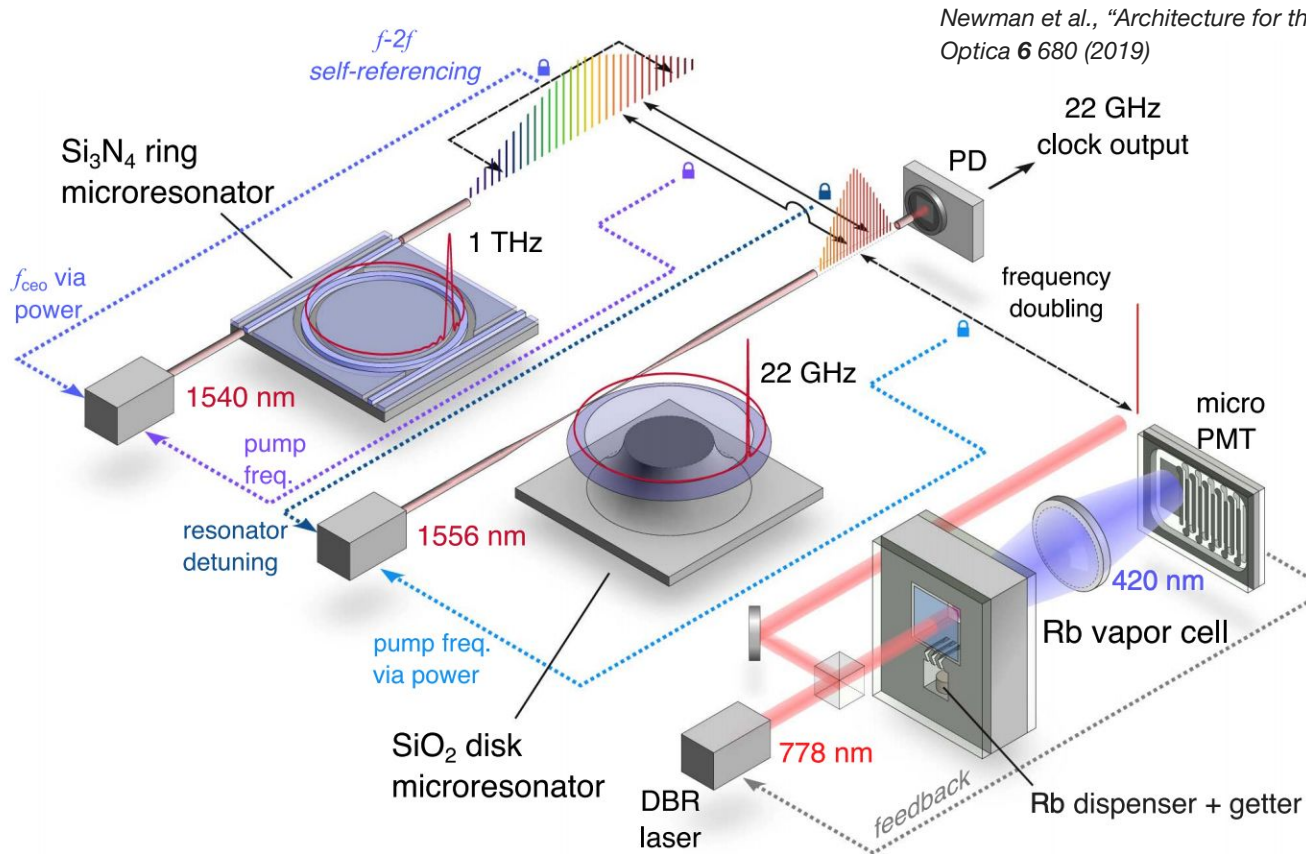 Newman et al., “Architecture for th
Optica 6 680 (2019)
f-2f
self-referencing
22 GHz
clock output
PD
Si₃N₄ ring
microresonator
1 THz
f_ceo via
power
frequency
doubling
1540 nm
22 GHz
micro
PMT
pump
freq.
resonator
detuning
1556 nm
420 nm
Rb vapor cell
pump freq.
via power
SiO₂ disk
microresonator
778 nm
DBR
laser
feedback
Rb dispenser + getter